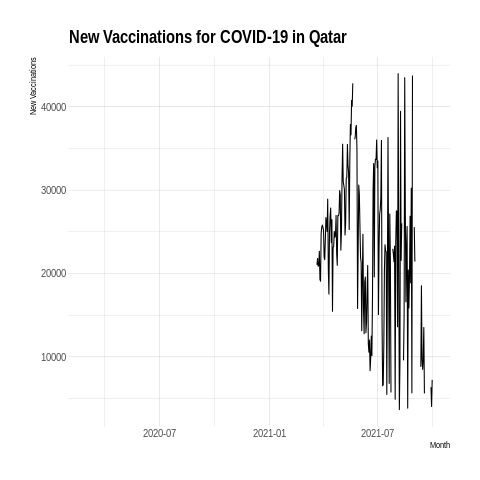 New Vaccinations for COVID-19 in Qatar
New Vaccinations
40000
30000
20000
10000
2020-07
2021-01
2021-07
Month